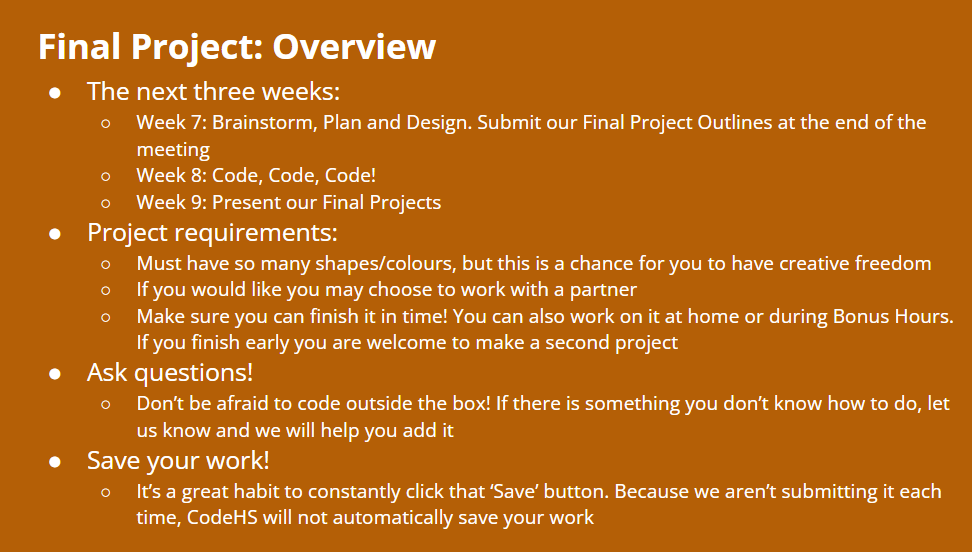 Final Project: Overview
● The next three weeks:
○ Week 7: Brainstorm, Plan and Design. Submit our Final Project Outlines at the end of the
meeting
○ Week 8: Code, Code, Code!
○ Week 9: Present our Final Projects
● Project requirements:
○ Must have so many shapes/colours, but this is a chance for you to have creative freedom
○ If you would like you may choose to work with a partner
○ Make sure you can finish it in time! You can also work on it at home or during Bonus Hours.
If you finish early you are welcome to make a second project
● Ask questions!
○ Don’t be afraid to code outside the box! If there is something you don’t know how to do, let
us know and we will help you add it
● Save your work!
○ It’s a great habit to constantly click that ‘Save’ button. Because we aren’t submitting it each
time, CodeHS will not automatically save your work